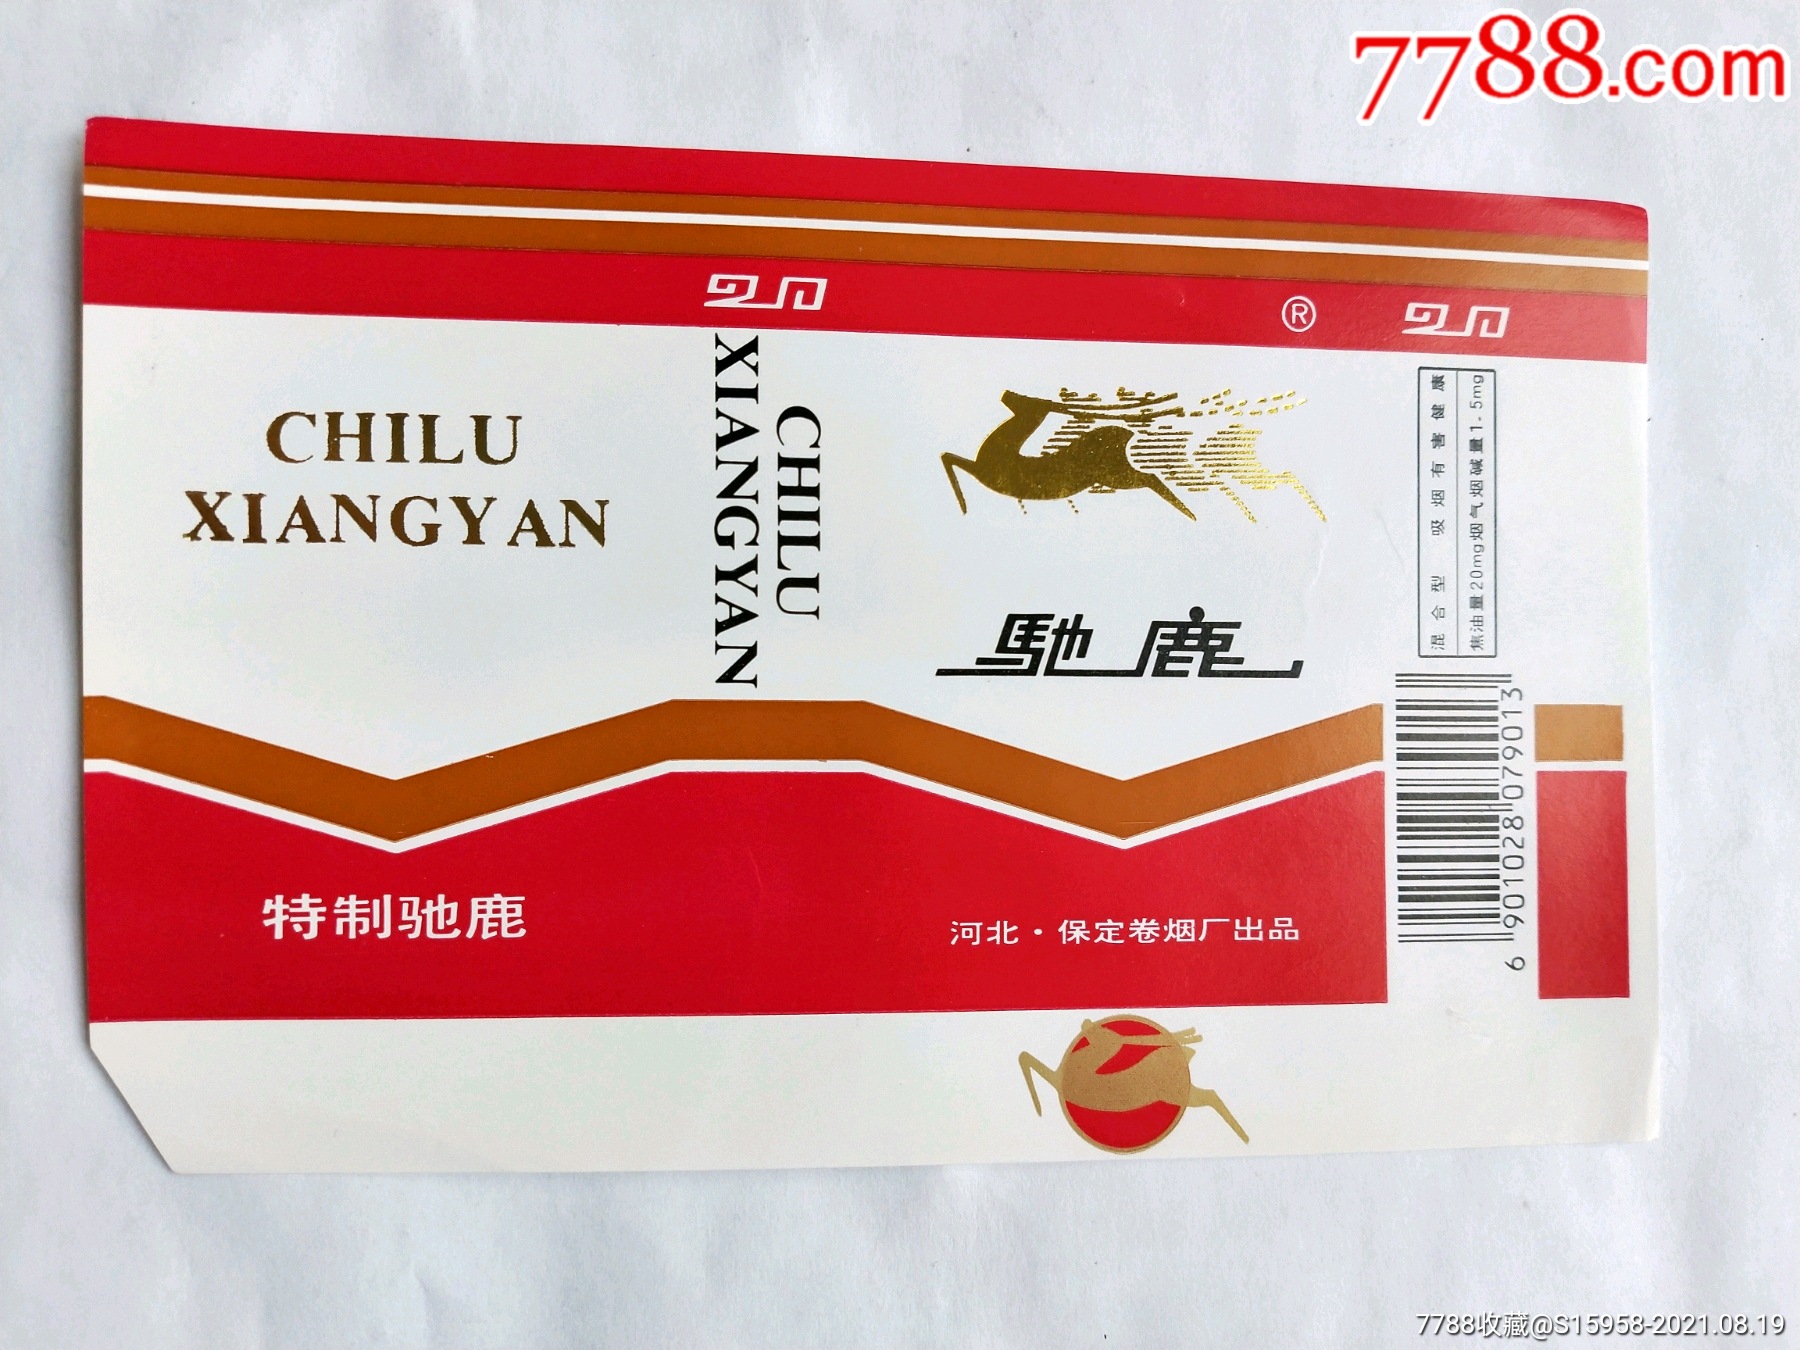 7788.com
20
®
20
CHILU
XIANGYAN
CHILU
XIANGYAN
馳鹿
混合型 吸烟有害健康
焦油量20mg烟气烟碱量1.5mg
6 901028 079013
特制驰鹿
河北·保定卷烟厂出品
7788收藏@S15958-2021.08.19